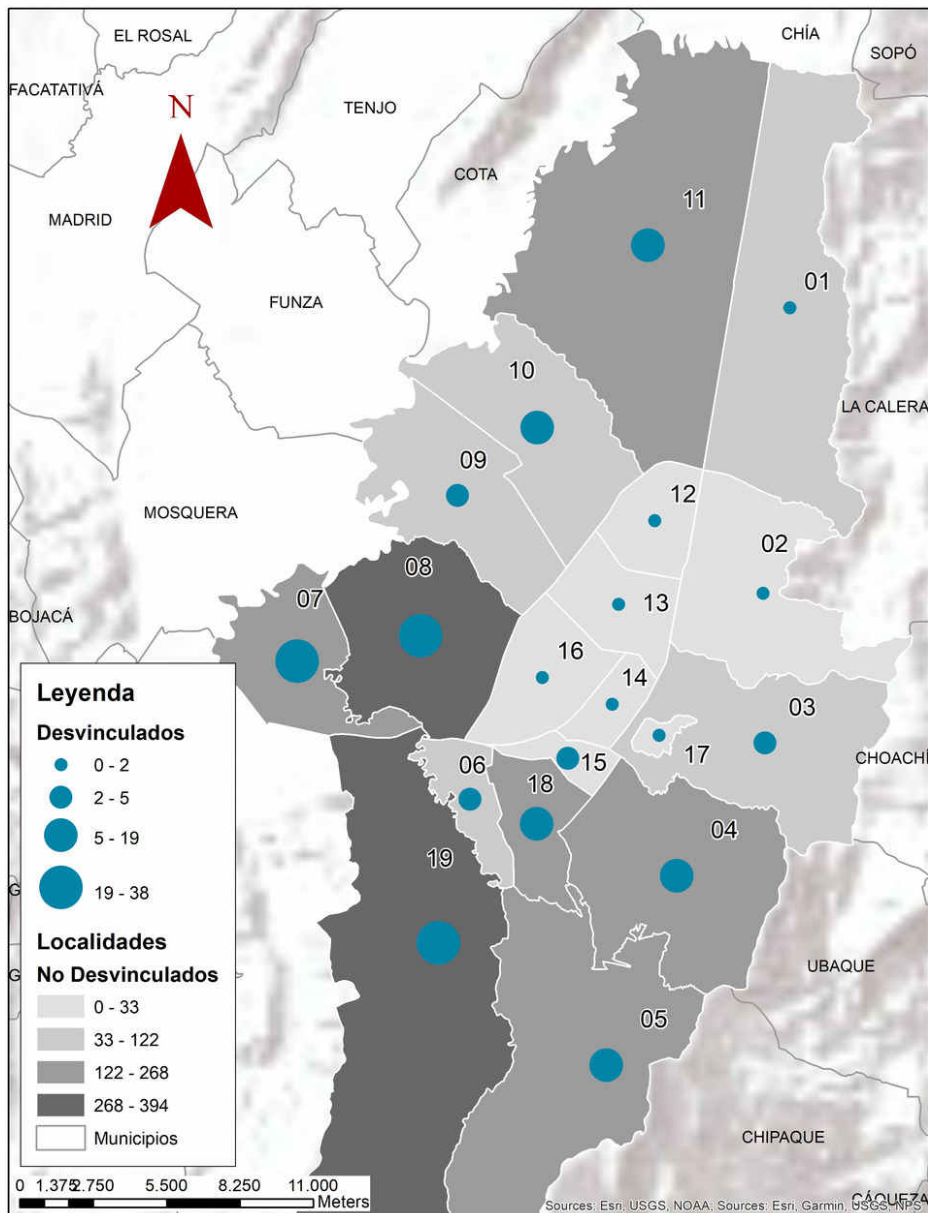 EL ROSAL
CHÍA
SOPÓ
FACATATIVÁ
TENJO
N
COTA
MADRID
11
FUNZA
01
10
LA CALERA
09
12
MOSQUERA
02
08
07
13
BOJACÁ
16
14
03
17
CHOACHÍ
15
06
18
04
19
UBAQUE
05
CHIPAQUE
CÁQUEZA
G
G
Leyenda
Desvinculados
0 - 2
2 - 5
5 - 19
19 - 38
Localidades
No Desvinculados
0 - 33
33 - 122
122 - 268
268 - 394
Municipios
0 1.375 2.750 5.500 8.250 11.000
Meters
Sources: Esri, USGS, NOAA, Sources: Esri, Garmin, USGS, NPS